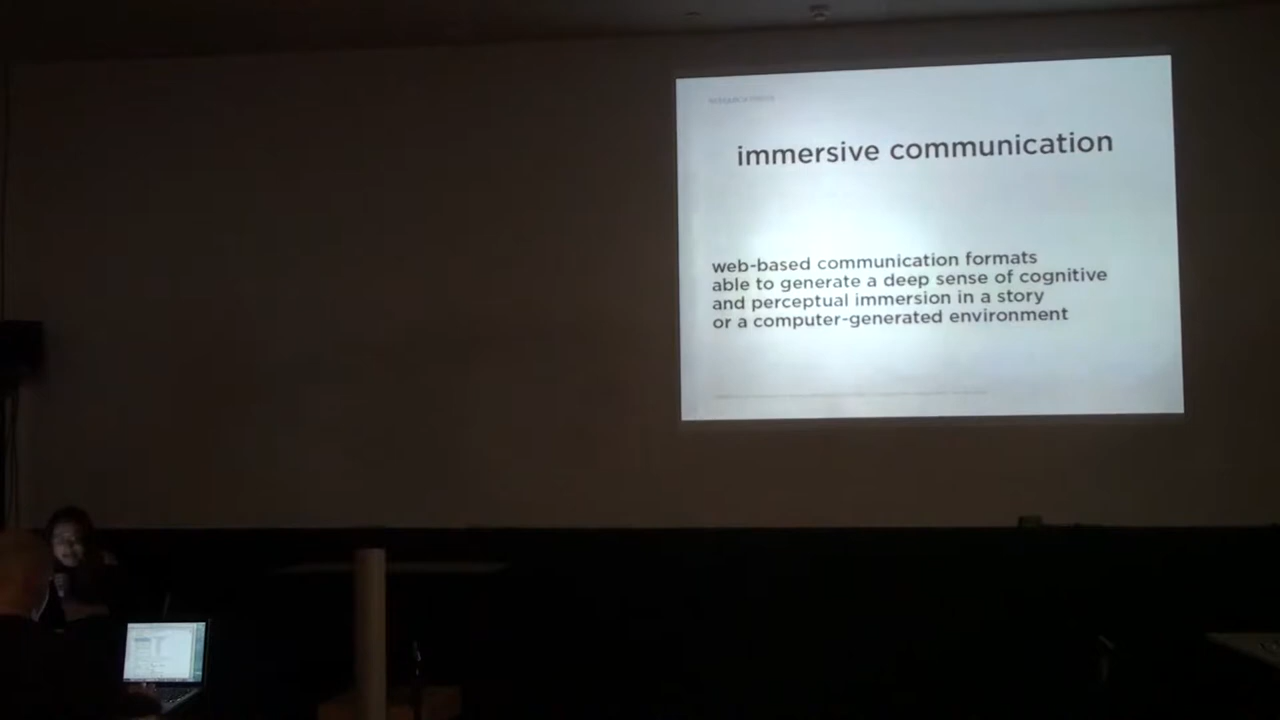 immersive communication
web-based communication formats
able to generate a deep sense of cognitive
and perceptual immersion in a story
or a computer-generated environment